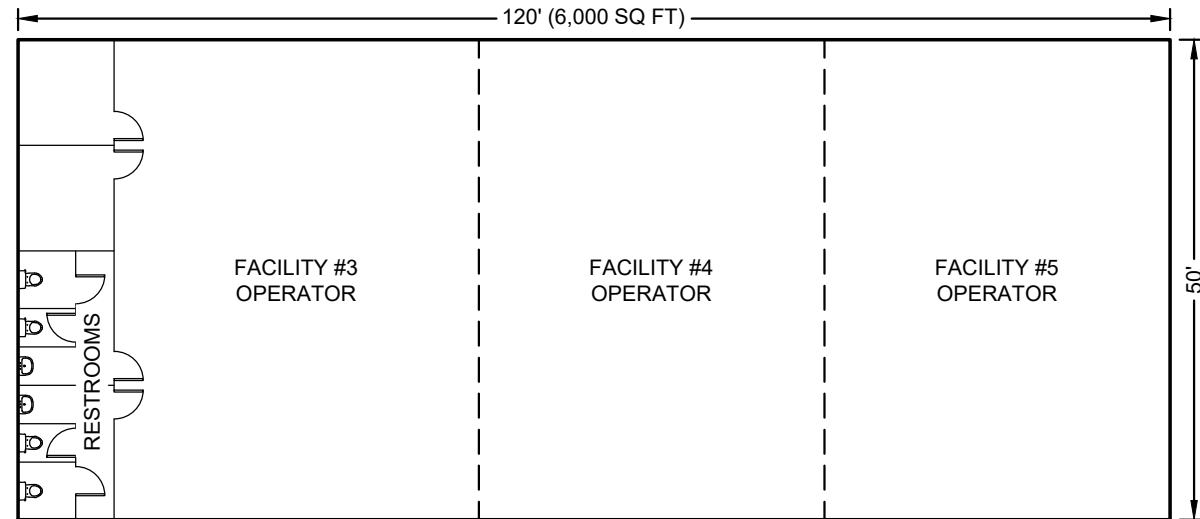 120' (6,000 SQ FT)
FACILITY #3
OPERATOR
FACILITY #4
OPERATOR
FACILITY #5
OPERATOR
50'
RESTROOMS